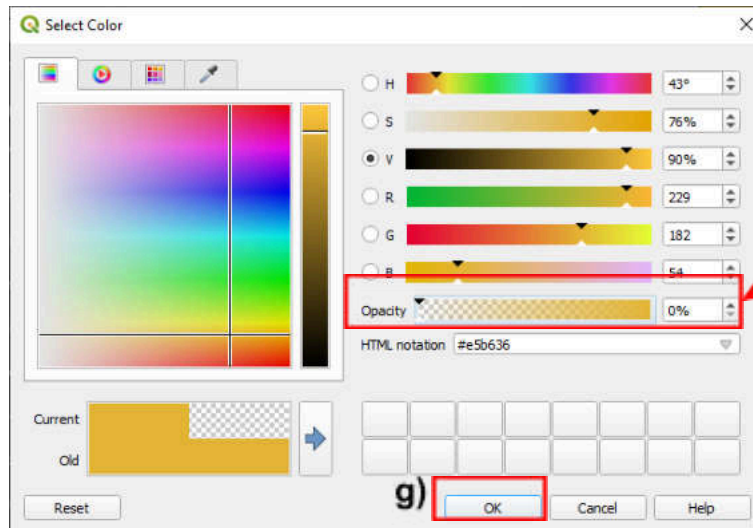 Select Color
H 43°
S 76%
V 90%
R 229
G 182
B 54
Opacity 0%
HTML notation #e5b636
Current
Old
g)
Reset OK Cancel Help